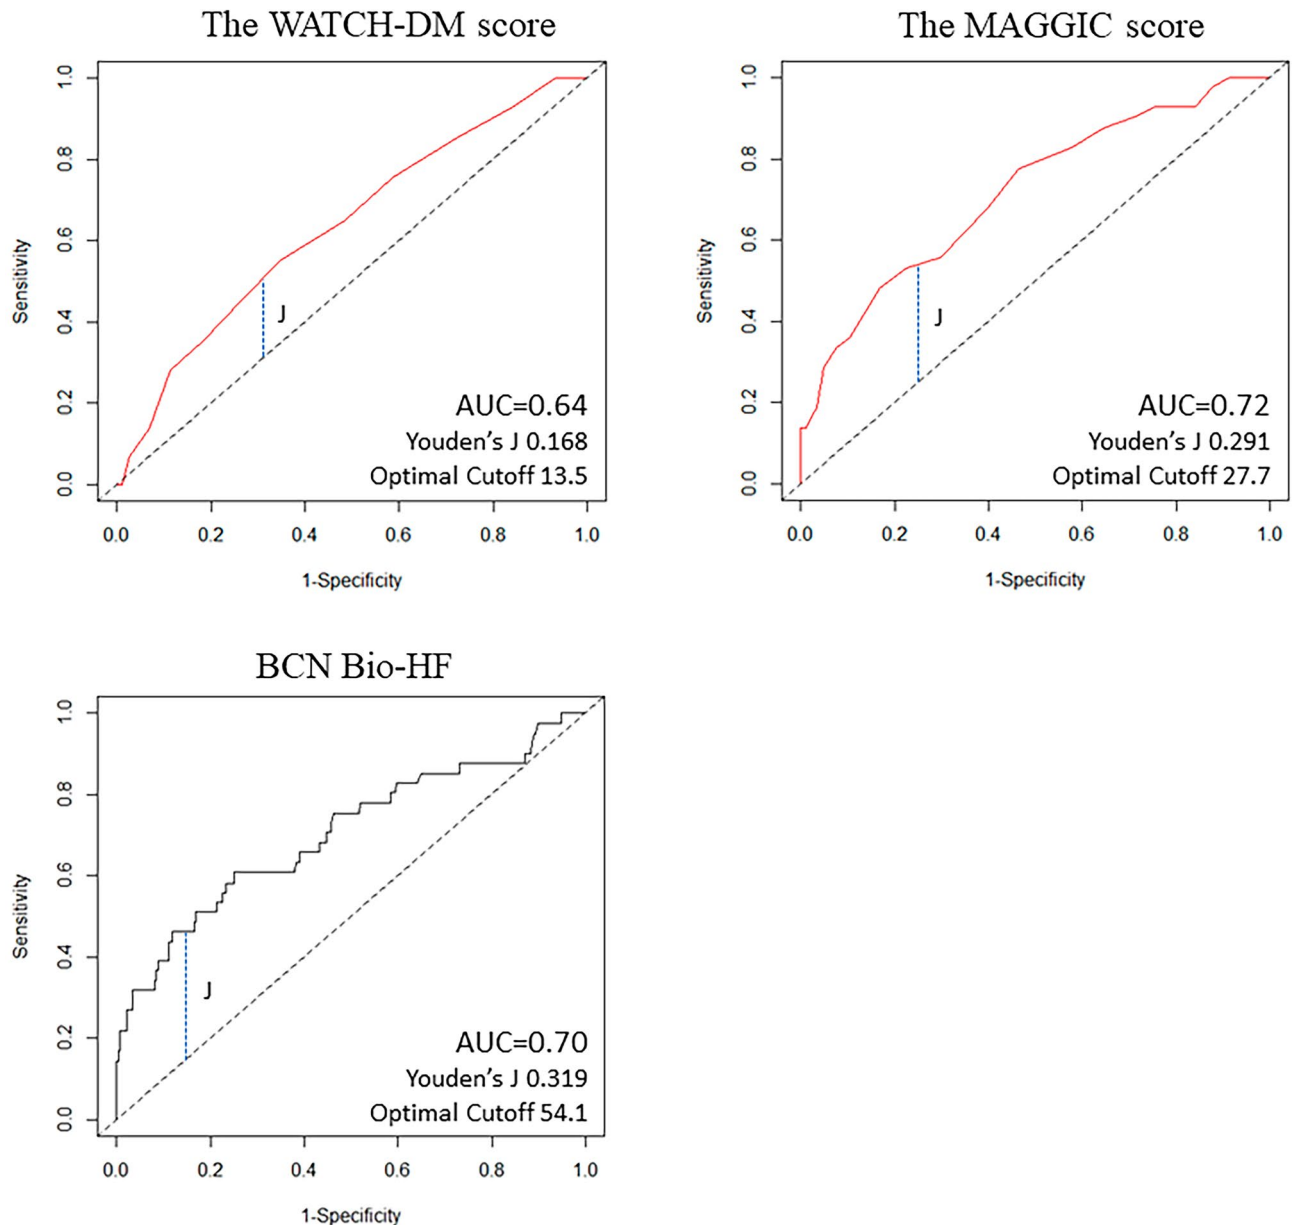 The WATCH-DM score
1.0
0.8
0.6
0.4
0.2
0.0
Sensitivity
J
AUC=0.64
Youden's J 0.168
Optimal Cutoff 13.5
0.0 0.2 0.4 0.6 0.8 1.0
1-Specificity
The MAGGIC score
1.0
0.8
0.6
0.4
0.2
0.0
Sensitivity
J
AUC=0.72
Youden's J 0.291
Optimal Cutoff 27.7
0.0 0.2 0.4 0.6 0.8 1.0
1-Specificity
BCN Bio-HF
1.0
0.8
0.6
0.4
0.2
0.0
Sensitivity
J
AUC=0.70
Youden's J 0.319
Optimal Cutoff 54.1
0.0 0.2 0.4 0.6 0.8 1.0
1-Specificity